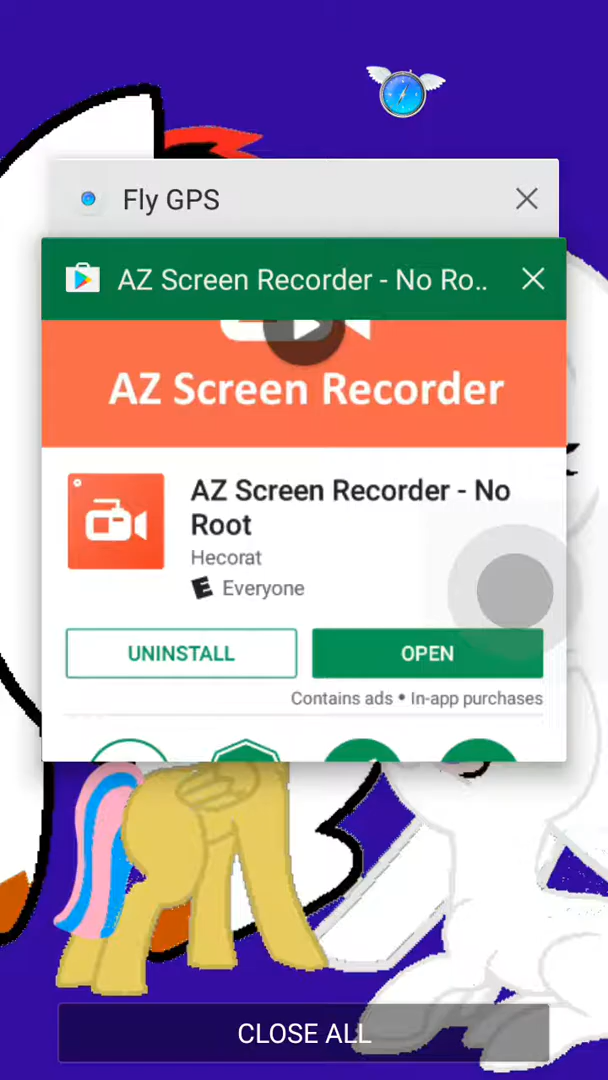 Fly GPS
AZ Screen Recorder - No Ro..
AZ Screen Recorder
AZ Screen Recorder - No
Root
Hecorat
E Everyone
UNINSTALL
OPEN
Contains ads • In-app purchases
CLOSE ALL